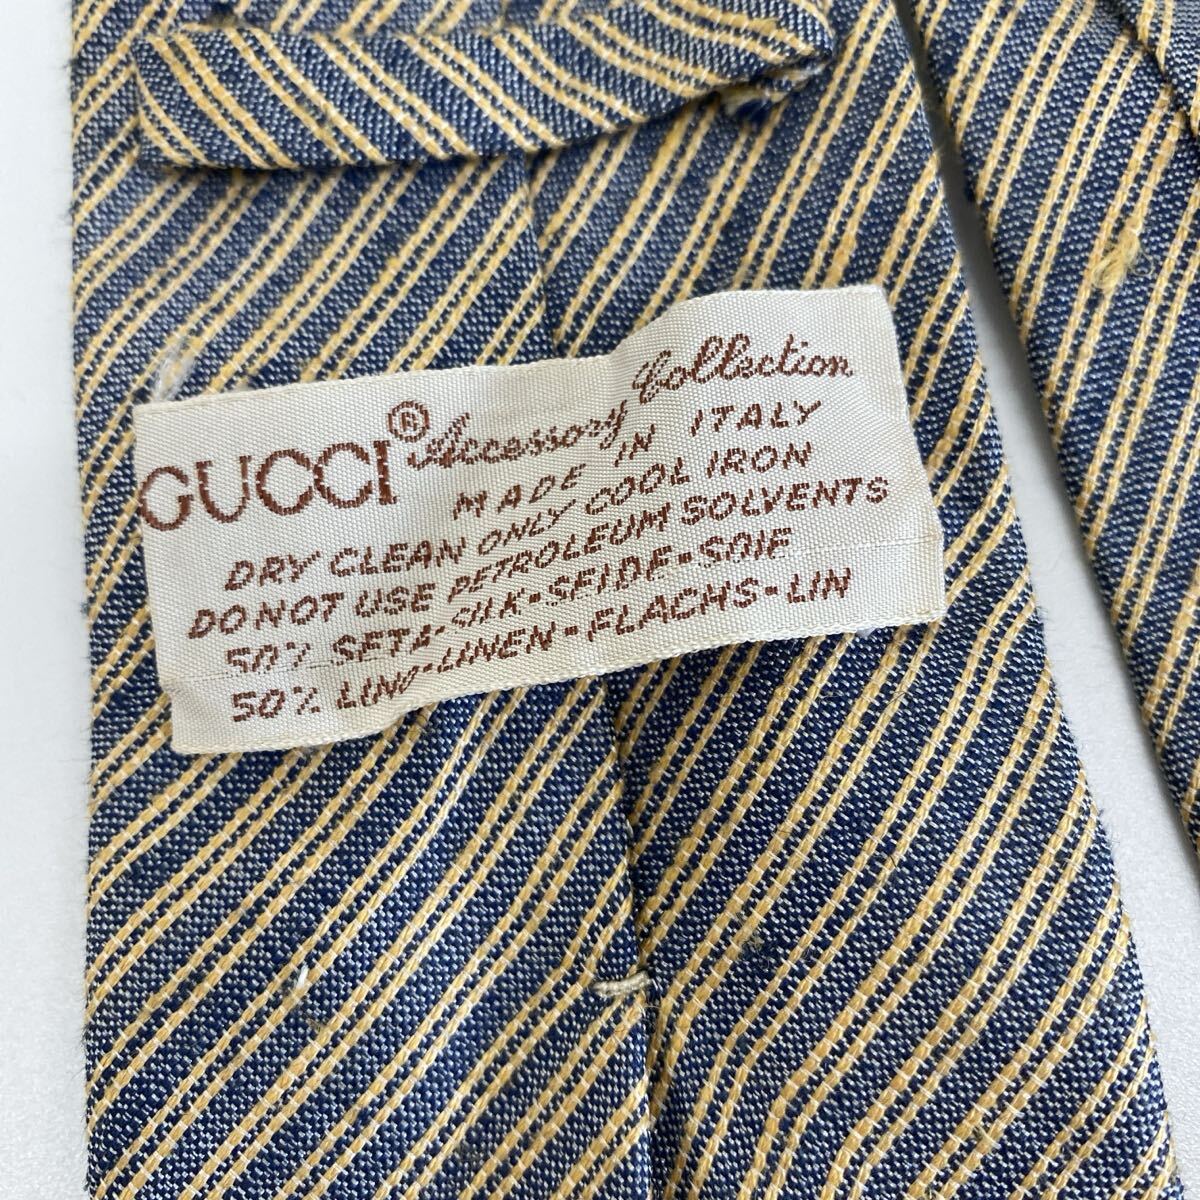 GUCCI® Accessory Collection
MADE IN ITALY
DRY CLEAN ONLY COOL IRON
DO NOT USE PETROLEUM SOLVENTS
50% SETA-SILK-SEIDE-SOIE
50% LINO-LINEN-FLACHS-LIN